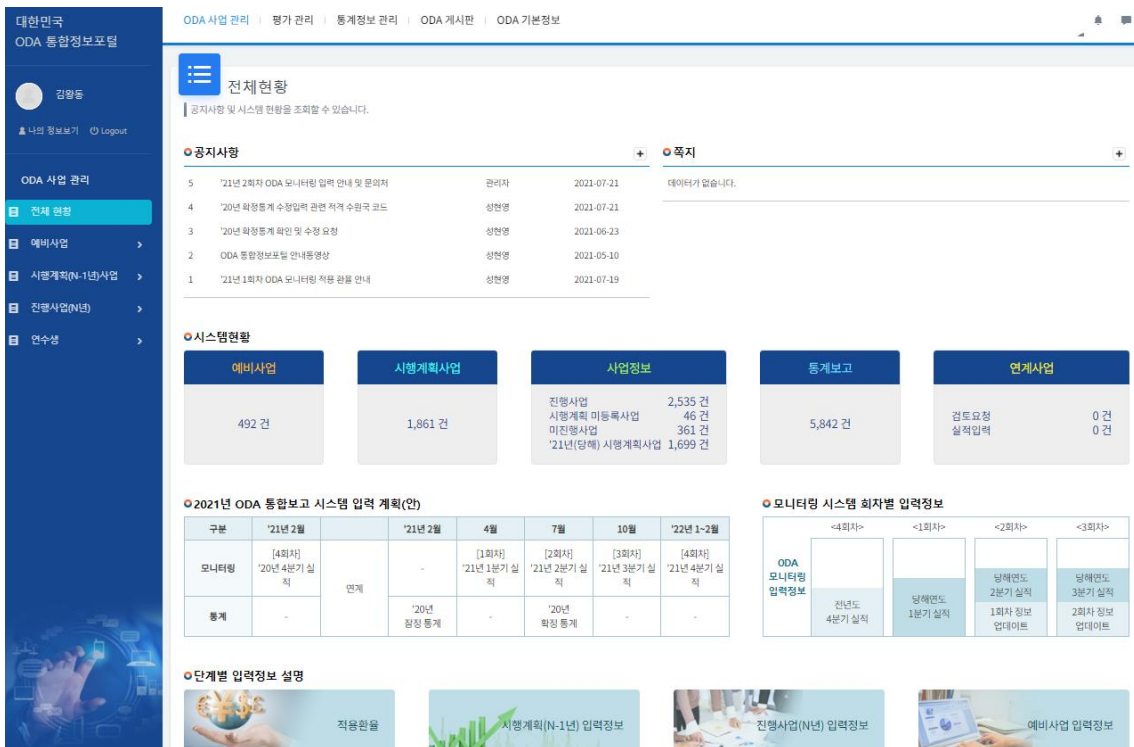 대한민국
ODA 통합정보포털
김왕동
나의 정보보기 Logout
ODA 사업 관리
전체 현황
예비사업
시행계획(N-1년)사업
진행사업(N년)
연수생
ODA 사업 관리 평가 관리 통계정보 관리 ODA 게시판 ODA 기본정보
전체현황
공지사항 및 시스템 현황을 조회할 수 있습니다.
공지사항 +
5 '21년 2회차 ODA 모니터링 입력 안내 및 문의처 관리자 2021-07-21
4 '20년 확정통계 수정입력 관련 적격 수원국 코드 성현영 2021-07-21
3 '20년 확정통계 확인 및 수정 요청 성현영 2021-06-23
2 ODA 통합정보포털 안내동영상 성현영 2021-05-10
1 '21년 1회차 ODA 모니터링 적용 환율 안내 성현영 2021-07-19
쪽지 +
데이터가 없습니다.
시스템현황
예비사업
492 건
시행계획사업
1,861 건
사업정보
진행사업 2,535 건
시행계획 미등록사업 46 건
미진행사업 361 건
'21년(당해) 시행계획사업 1,699 건
통계보고
5,842 건
연계사업
검토요청 0 건
실적입력 0 건
2021년 ODA 통합보고 시스템 입력 계획(안)
구분 '21년 2월 '21년 2월 4월 7월 10월 '22년 1~2월
모니터링 [4회차] '20년 4분기 실적 연계 - [1회차] '21년 1분기 실적 [2회차] '21년 2분기 실적 [3회차] '21년 3분기 실적 [4회차] '21년 4분기 실적
통계 - '20년 잠정 통계 - '20년 확정 통계 - -
모니터링 시스템 회차별 입력정보
<4회차> <1회차> <2회차> <3회차>
ODA
모니터링
입력정보
전년도
4분기 실적
당해연도
1분기 실적
당해연도
2분기 실적
1회차 정보
업데이트
당해연도
3분기 실적
2회차 정보
업데이트
단계별 입력정보 설명
적용환율
시행계획(N-1년) 입력정보
진행사업(N년) 입력정보
예비사업 입력정보